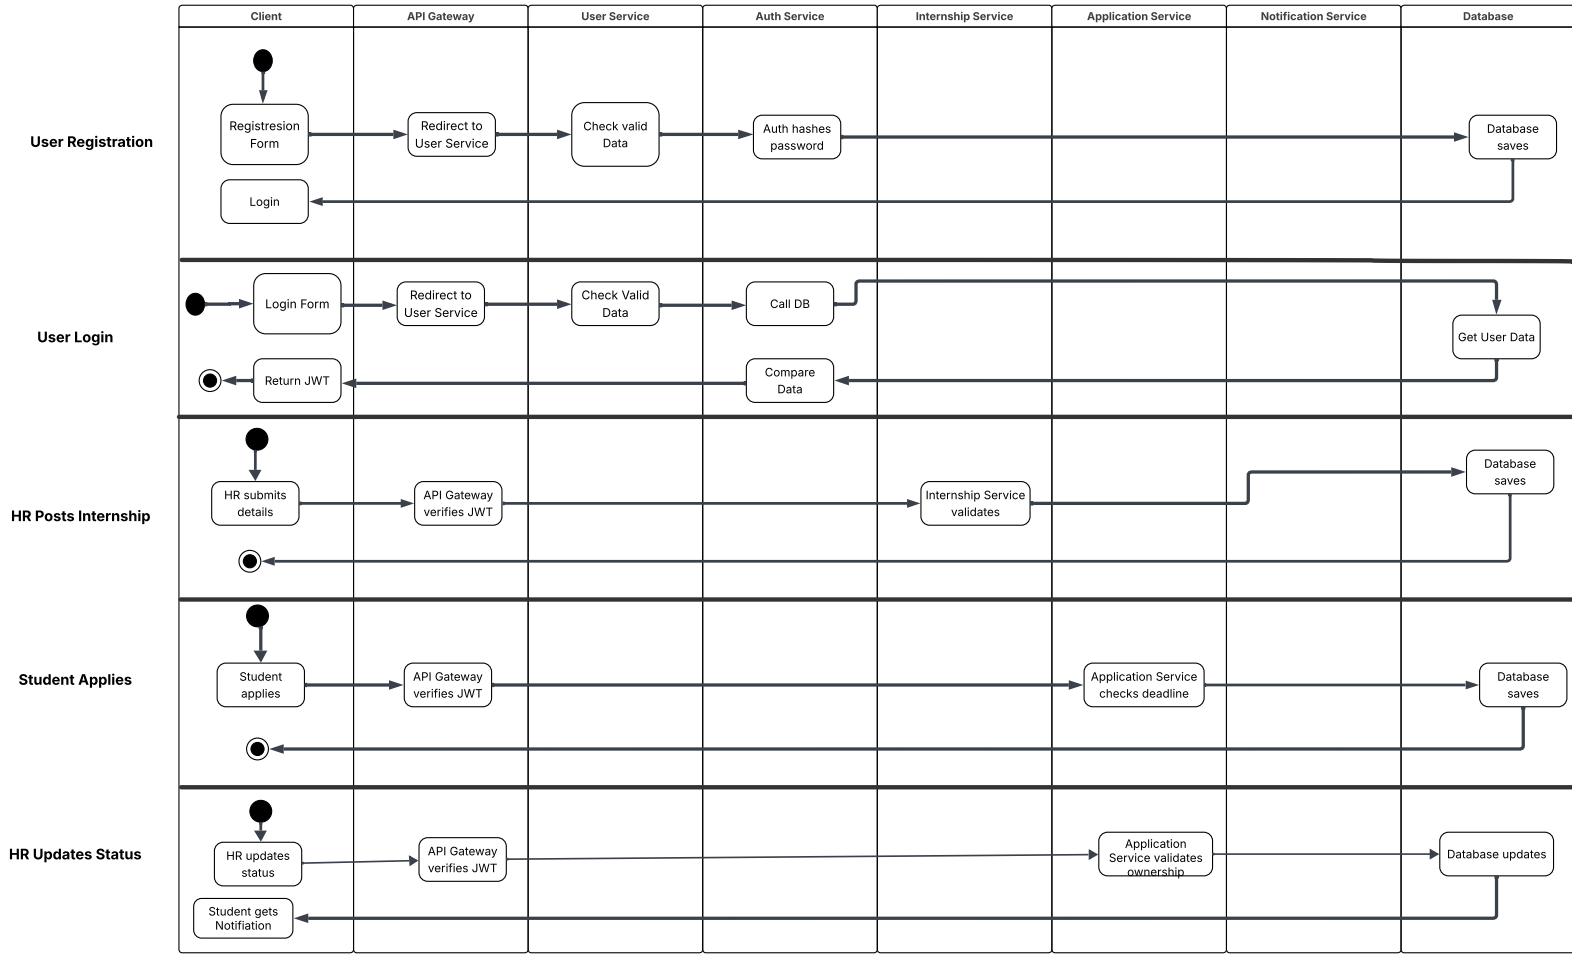 Client
API Gateway
User Service
Auth Service
Internship Service
Application Service
Notification Service
Database
User Registration
Registresion
Form
Redirect to
User Service
Check valid
Data
Auth hashes
password
Database
saves
Login
User Login
Login Form
Redirect to
User Service
Check Valid
Data
Call DB
Get User Data
Return JWT
Compare
Data
HR Posts Internship
HR submits
details
API Gateway
verifies JWT
Internship Service
validates
Database
saves
Student Applies
Student
applies
API Gateway
verifies JWT
Application Service
checks deadline
Database
saves
HR Updates Status
HR updates
status
API Gateway
verifies JWT
Application
Service validates
ownership
Database updates
Student gets
Notifiation